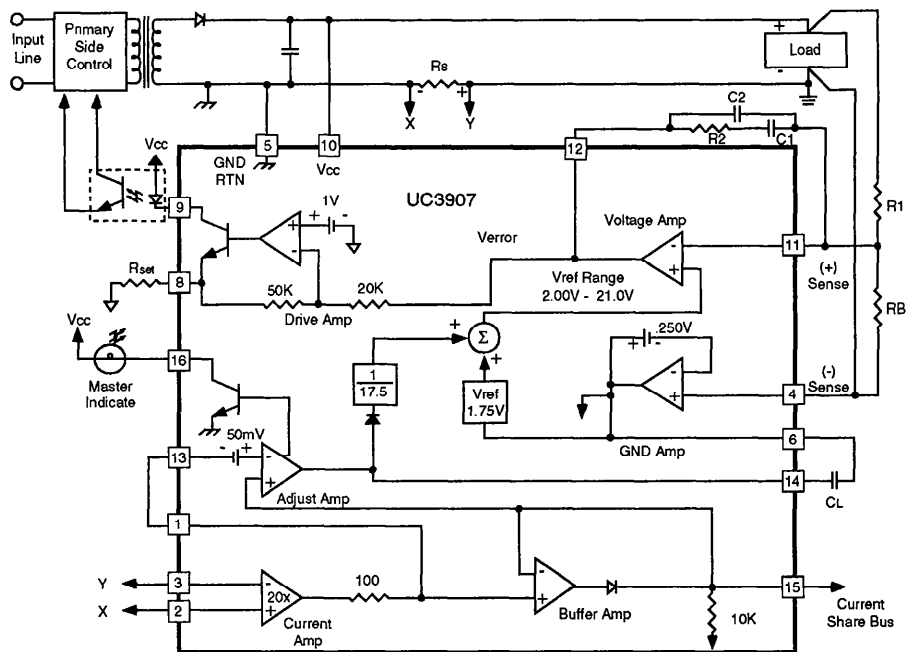 Input
Line
Primary
Side
Control
Rs
-
+
X
Y
+
-
Load
C2
R2
C1
5
10
12
GND
RTN
Vcc
Vcc
UC3907
9
1V
+
-
+
-
Verror
Voltage Amp
-
+
11
R1
(+)
Sense
Rset
8
50K
20K
Drive Amp
Vref Range
2.00V - 21.0V
RB
Vcc
16
Master
Indicate
+
Σ
+
.250V
+
-
-
+
1
17.5
Vref
1.75V
4
(-)
Sense
GND Amp
6
50mV
-
+
13
-
+
Adjust Amp
14
CL
1
Y
3
-
20x
+
X
2
Current
Amp
100
-
+
Buffer Amp
10K
15
Current
Share Bus